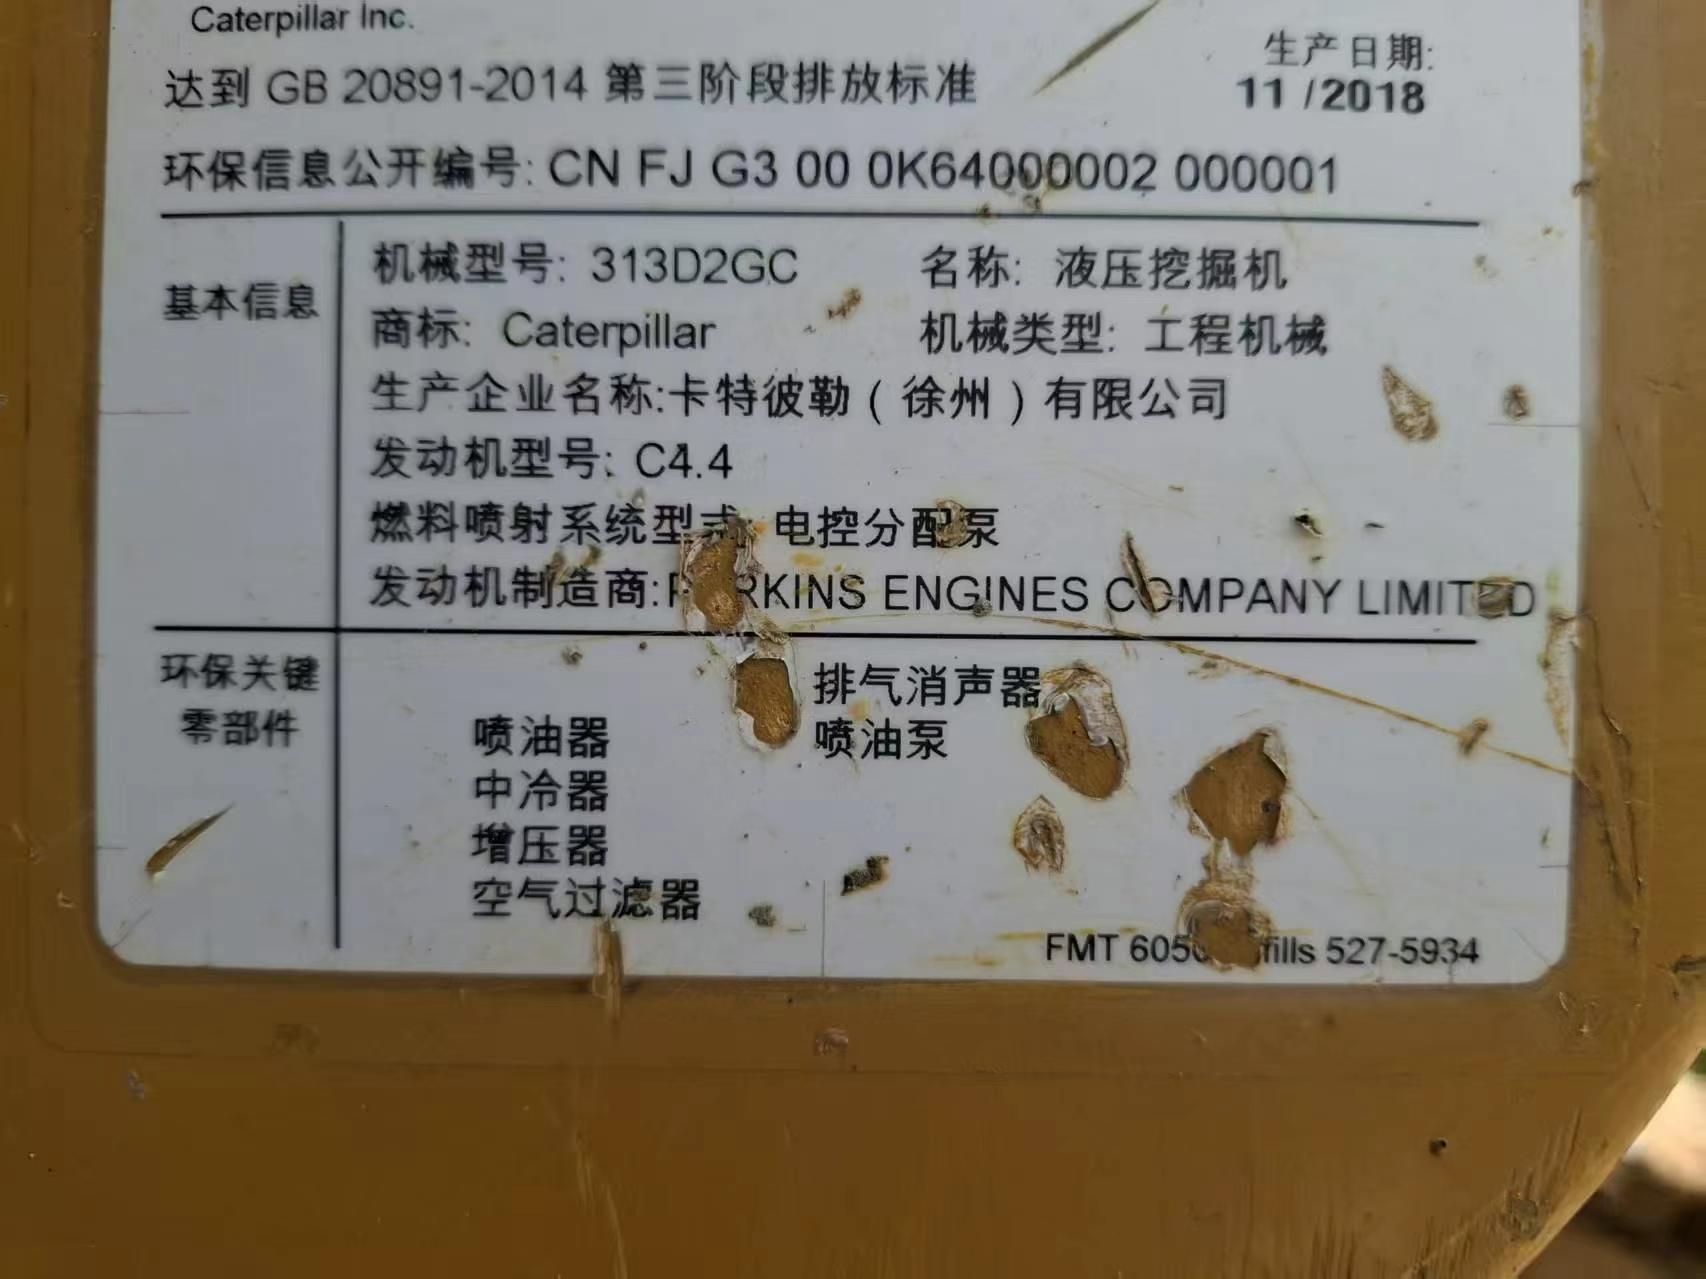 Caterpillar Inc.
生产日期:
达到 GB 20891-2014 第三阶段排放标准
11 /2018
环保信息公开编号: CN FJ G3 00 0K64000002 000001
基本信息
机械型号: 313D2GC 名称: 液压挖掘机
商标: Caterpillar 机械类型: 工程机械
生产企业名称:卡特彼勒（徐州）有限公司
发动机型号: C4.4
燃料喷射系统型式: 电控分配泵
发动机制造商: ENGINES COMPANY LIMITED
环保关键
零部件
排气消声器
喷油器 喷油泵
中冷器
增压器
空气过滤器
FMT 527-5934